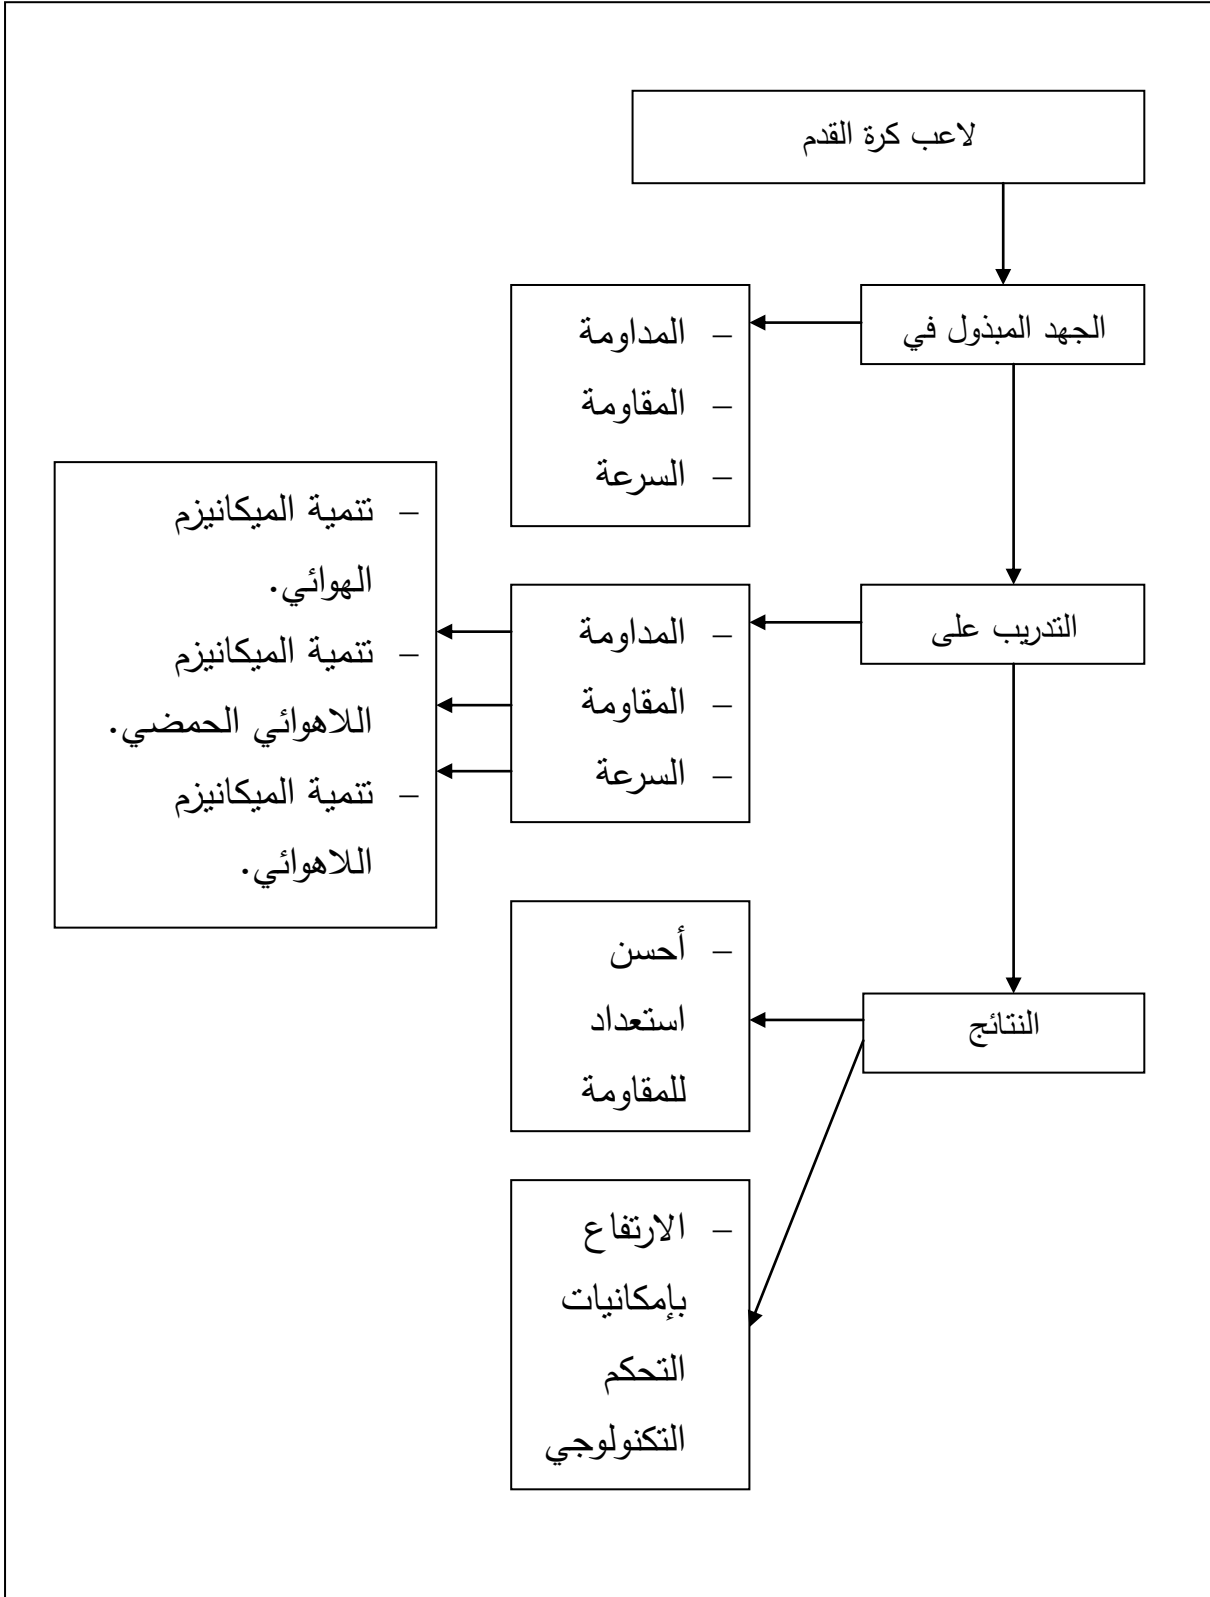 لاعب كرة القدم
الجهد المبذول في
– المداومة
– المقاومة
– السرعة
التدريب على
– المداومة
– المقاومة
– السرعة
– تنمية الميكانيزم
الهوائي.
– تنمية الميكانيزم
اللاهوائي الحمضي.
– تنمية الميكانيزم
اللاهوائي.
النتائج
– أحسن
استعداد
للمقاومة
– الارتفاع
بإمكانيات
التحكم
التكنولوجي